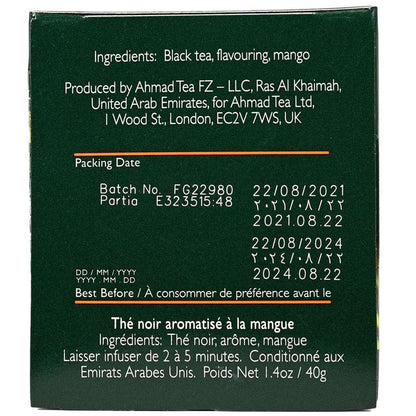 Ingredients: Black tea, flavouring, mango
Produced by Ahmad Tea FZ – LLC, Ras Al Khaimah,
United Arab Emirates, for Ahmad Tea Ltd,
1 Wood St., London, EC2V 7WS, UK
Packing Date
Batch No. FG22980 22/08/2021
Partia E323515:48 ٢٠٢١/٠٨/٢٢
2021.08.22
22/08/2024
٢٠٢٤/٠٨/٢٢
DD / MM / YYYY
YYYY . MM . DD 2024.08.22
Best Before / À consommer de préférence avant le
Thé noir aromatisé à la mangue
Ingrédients: Thé noir, arôme, mangue
Laisser infuser de 2 à 5 minutes. Conditionné aux
Emirats Arabes Unis. Poids Net 1.4oz / 40g